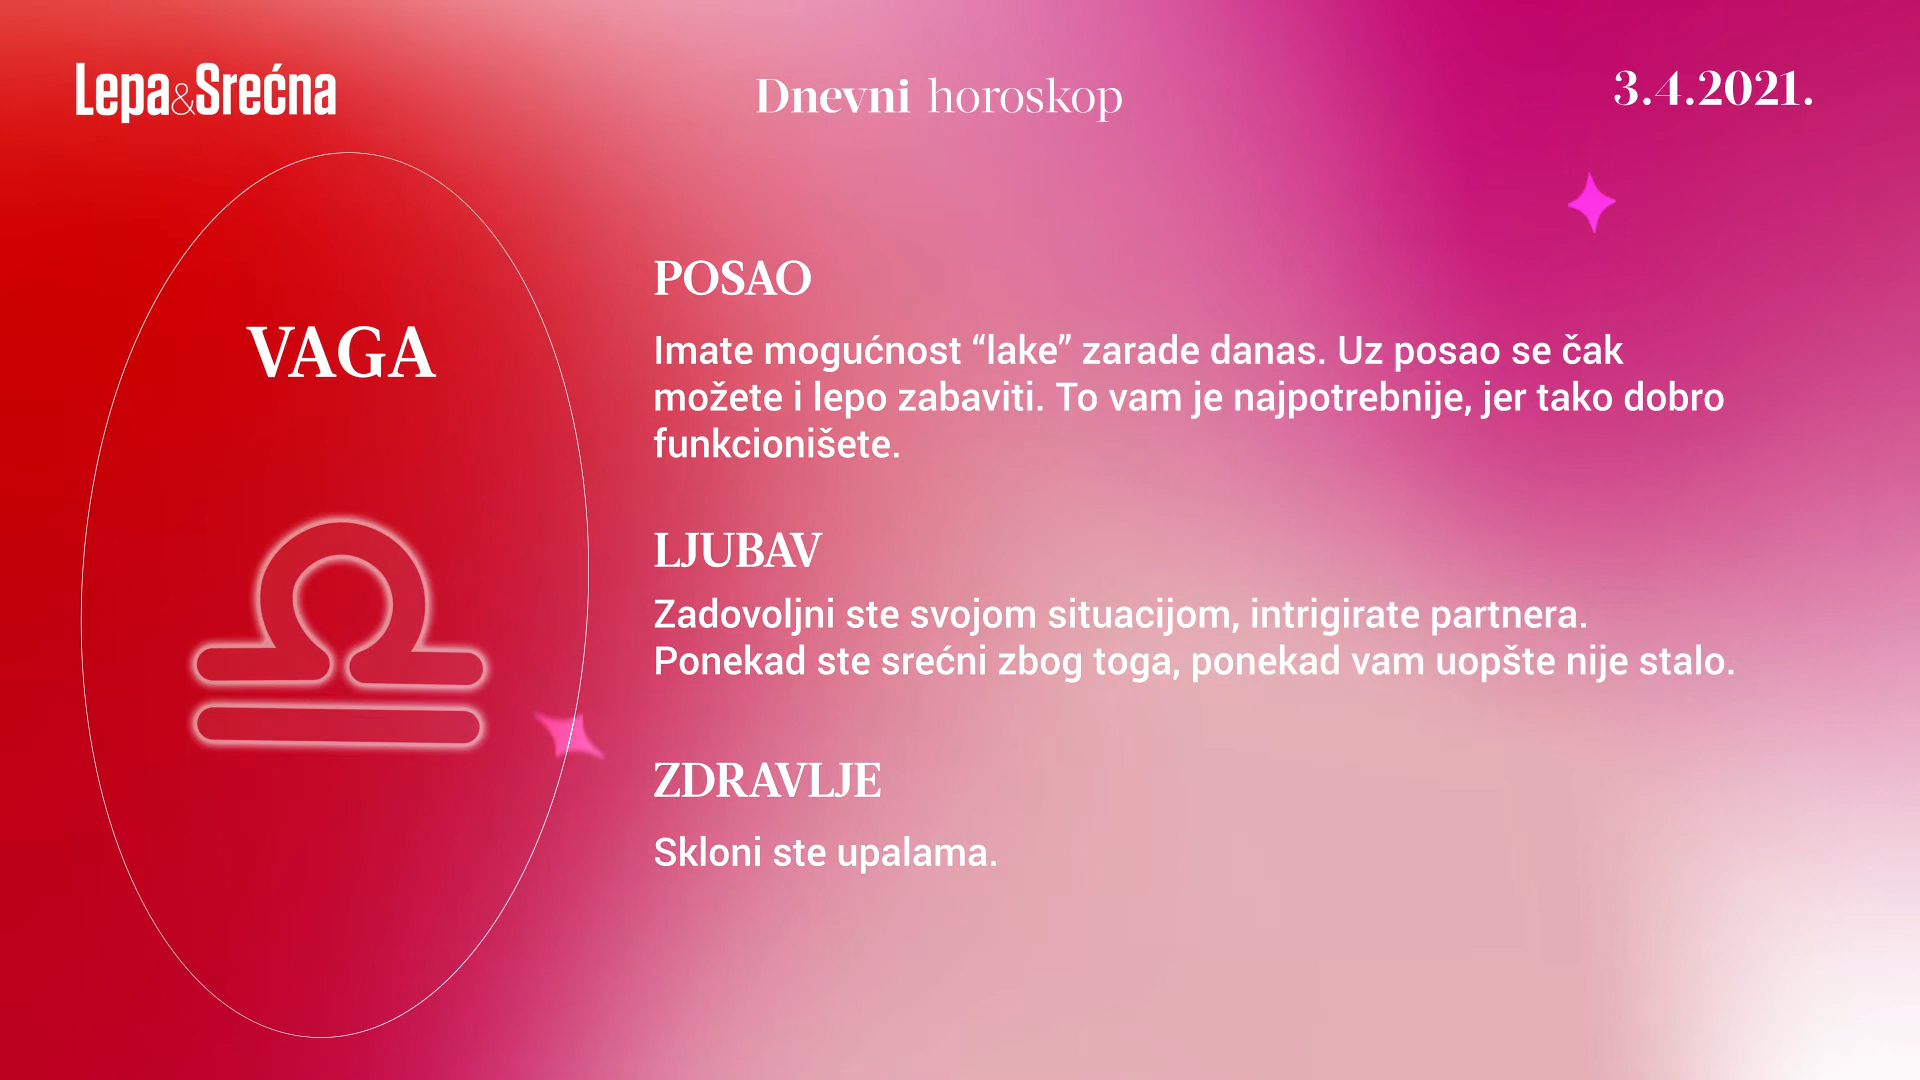 Lepa&Srećna
Dnevni horoskop
3.4.2021.
VAGA
POSAO
Imate mogućnost “lake” zarade danas. Uz posao se čak
možete i lepo zabaviti. To vam je najpotrebnije, jer tako dobro
funkcionišete.
LJUBAV
Zadovoljni ste svojom situacijom, intrigirate partnera.
Ponekad ste srećni zbog toga, ponekad vam uopšte nije stalo.
ZDRAVLJE
Skloni ste upalama.